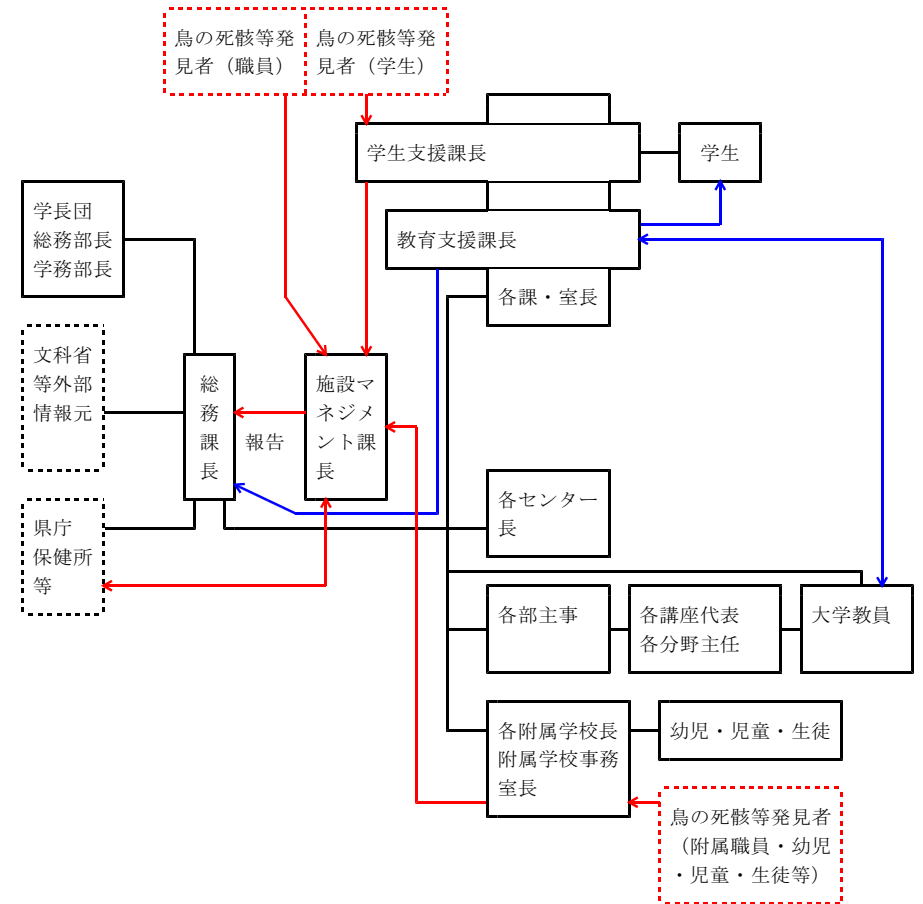 鳥の死骸等発
見者（職員）
鳥の死骸等発
見者（学生）
学生支援課長
学生
学長団
総務部長
学務部長
教育支援課長
各課・室長
文科省
等外部
情報元
総
務
課
長
報告
施設マ
ネジメ
ント課
長
県庁
保健所
等
各センター
長
各部主事
各講座代表
各分野主任
大学教員
各附属学校長
附属学校事務
室長
幼児・児童・生徒
鳥の死骸等発見者
（附属職員・幼児
・児童・生徒等）